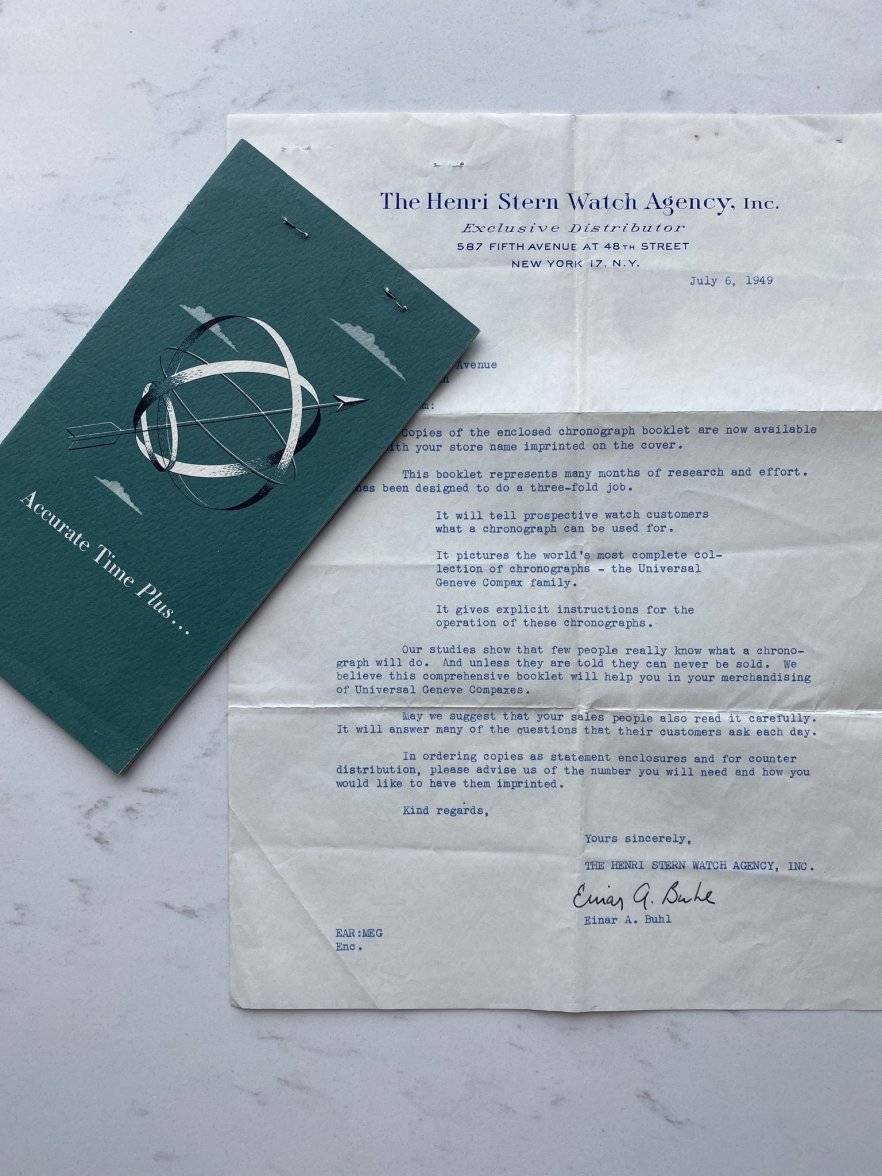 The Henri Stern Watch Agency, Inc.
Exclusive Distributor
587 FIFTH AVENUE AT 48TH STREET
NEW YORK 17, N.Y.
July 6, 1949
Avenue
Copies of the enclosed chronograph booklet are now available
your store name imprinted on the cover.
This booklet represents many months of research and effort.
has been designed to do a three-fold job.
It will tell prospective watch customers
what a chronograph can be used for.
It pictures the world's most complete col-
lection of chronographs - the Universal
Geneve Compax family.
It gives explicit instructions for the
operation of these chronographs.
Our studies show that few people really know what a chrono-
graph will do. And unless they are told they can never be sold. We
believe this comprehensive booklet will help you in your merchandising
of Universal Geneve Compaxes.
May we suggest that your sales people also read it carefully.
It will answer many of the questions that their customers ask each day.
In ordering copies as statement enclosures and for counter
distribution, please advise us of the number you will need and how you
would like to have them imprinted.
Kind regards,
Yours sincerely,
THE HENRI STERN WATCH AGENCY, INC.
Einar A. Buhl
Einar A. Buhl
EAR:MEG
Enc.
Accurate Time Plus...